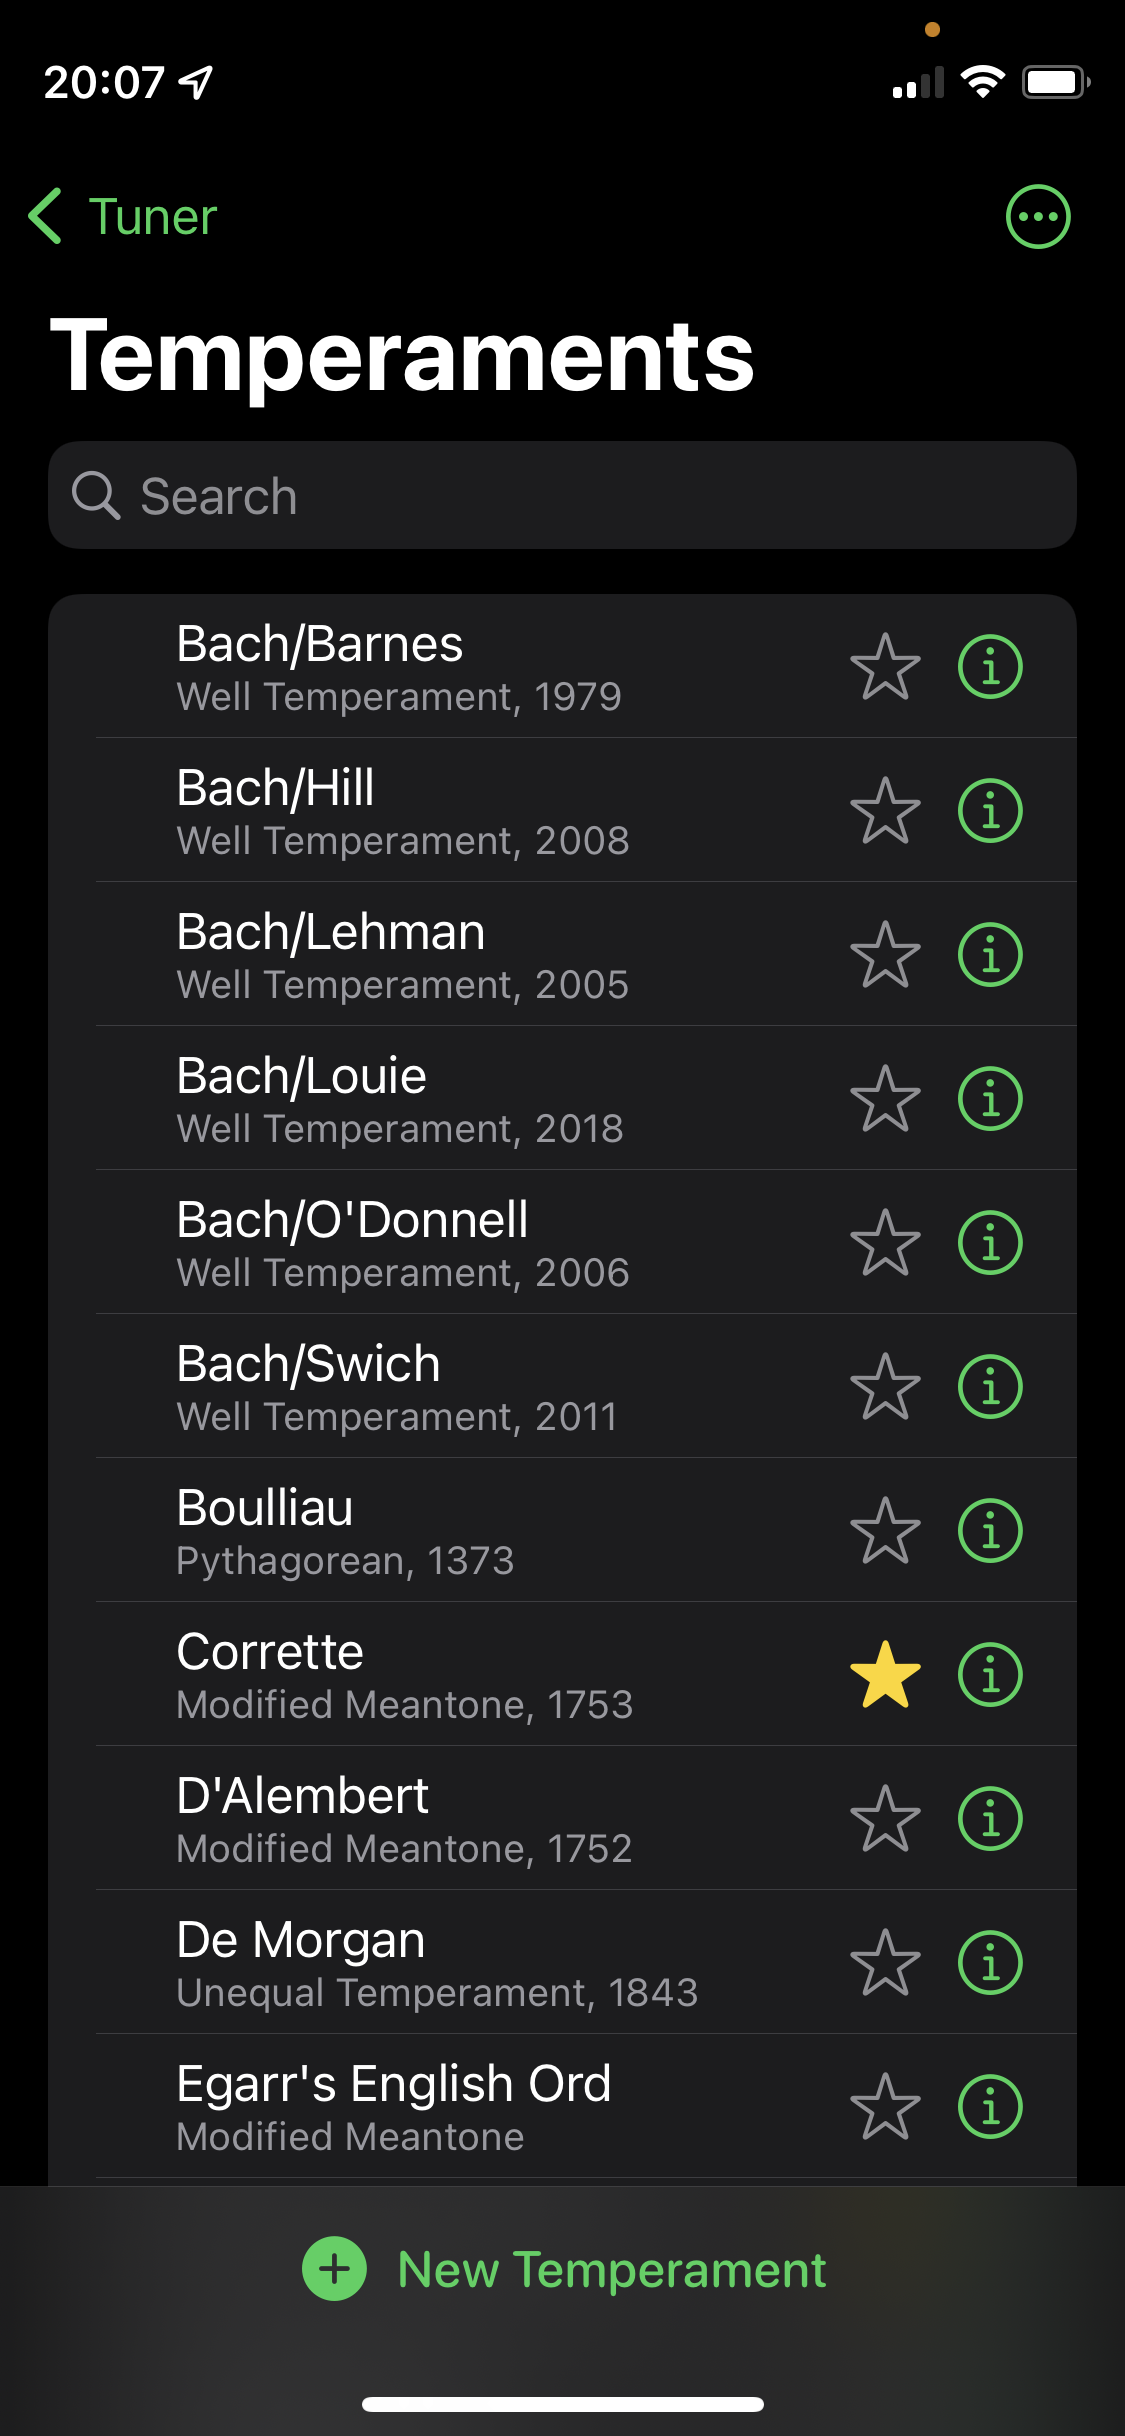 20:07
Tuner
Temperaments
Search
Bach/Barnes
Well Temperament, 1979
Bach/Hill
Well Temperament, 2008
Bach/Lehman
Well Temperament, 2005
Bach/Louie
Well Temperament, 2018
Bach/O'Donnell
Well Temperament, 2006
Bach/Swich
Well Temperament, 2011
Boulliau
Pythagorean, 1373
Corrette
Modified Meantone, 1753
D'Alembert
Modified Meantone, 1752
De Morgan
Unequal Temperament, 1843
Egarr's English Ord
Modified Meantone
New Temperament